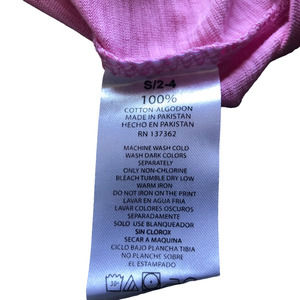 S/2-4
100%
COTTON-ALGODON
MADE IN PAKISTAN
HECHO EN PAKISTAN
RN 137362
MACHINE WASH COLD
WASH DARK COLORS
SEPARATELY
ONLY NON-CHLORINE
BLEACH TUMBLE DRY LOW
WARM IRON
DO NOT IRON ON THE PRINT
LAVAR EN AGUA FRIA
LAVAR COLORES OSCUROS
SEPARADAMENTE
SOLO USE BLANQUEADOR
SIN CLOROX
SECAR A MAQUINA
CICLO BAJO PLANCHA TIBIA
NO PLANCHE SOBRE
EL ESTAMPADO